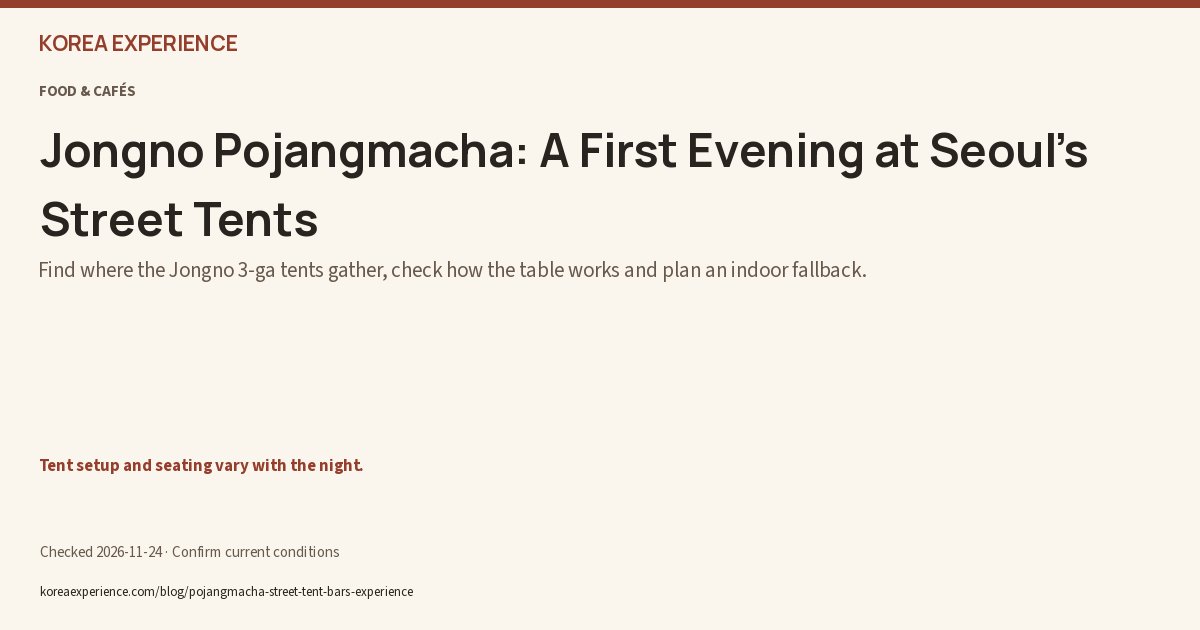 KOREA EXPERIENCE
FOOD & CAFÉS
Jongno Pojangmacha: A First Evening at Seoul’s
Street Tents
Find where the Jongno 3-ga tents gather, check how the table works and plan an indoor fallback.
Tent setup and seating vary with the night.
Checked 2026-11-24 · Confirm current conditions
koreaexperience.com/blog/pojangmacha-street-tent-bars-experience